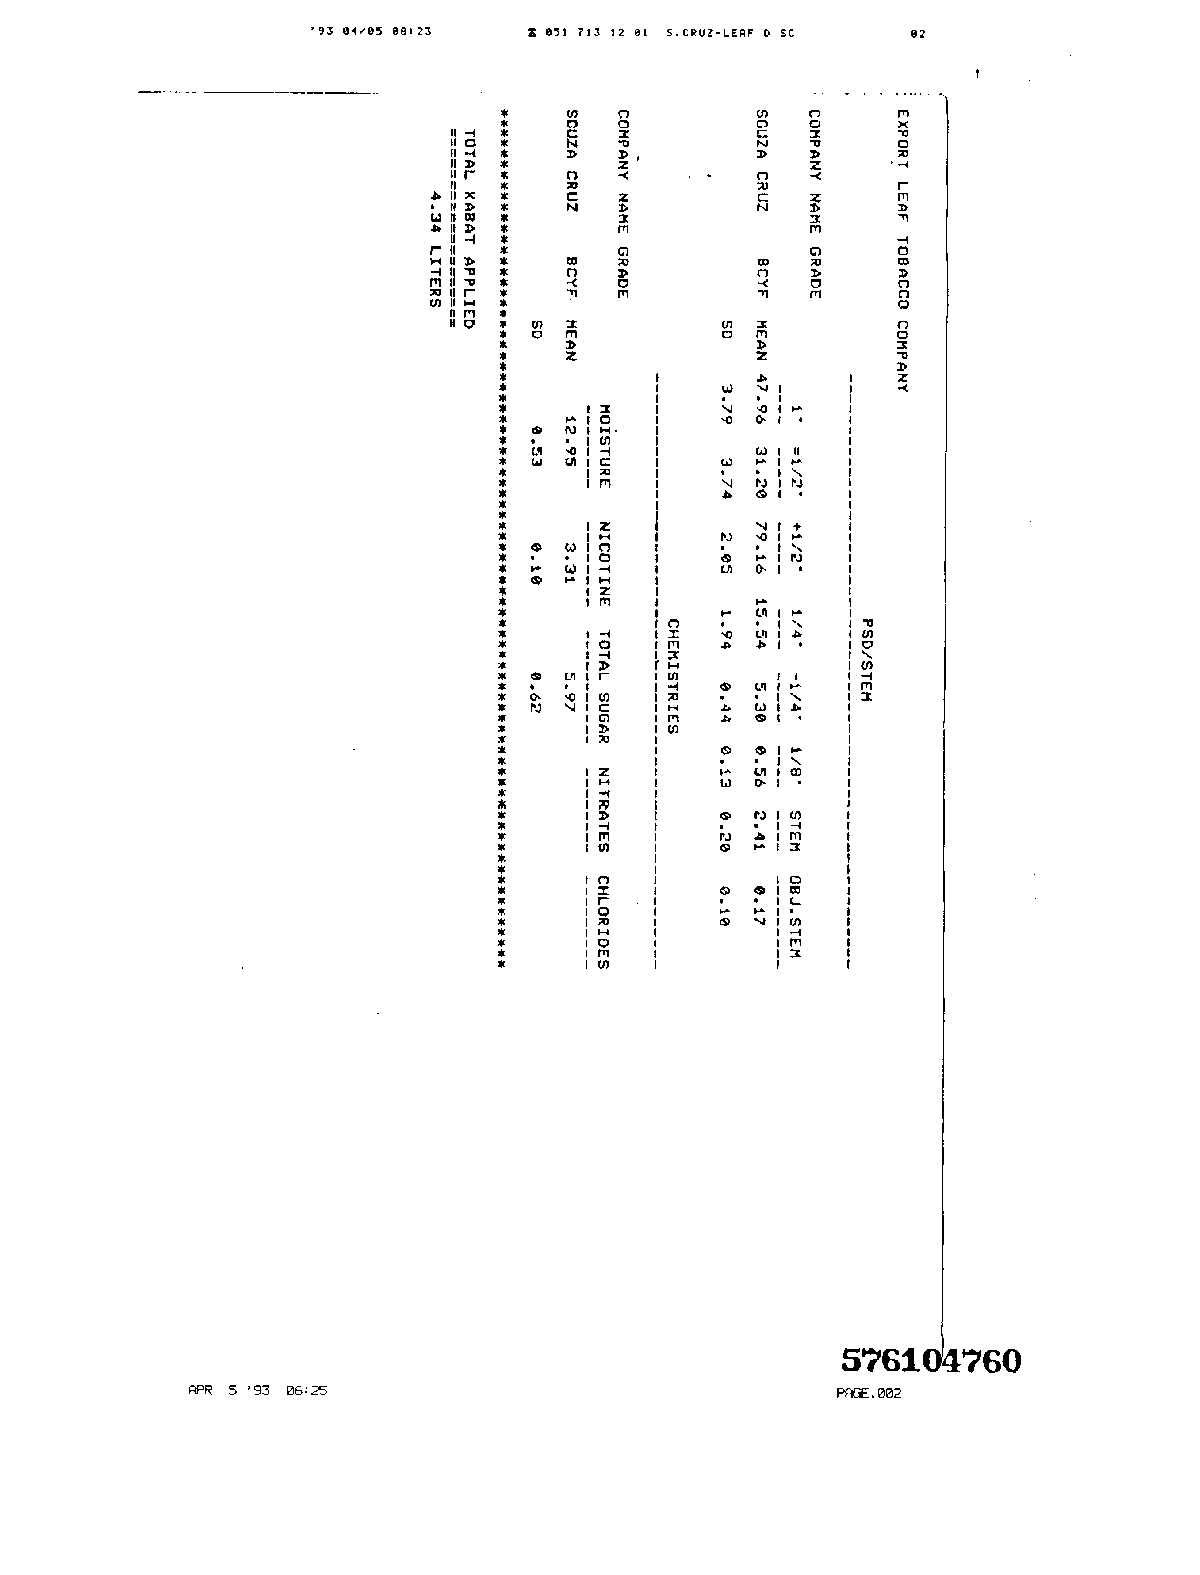 '93 04/05 08:23 ☎ 051 713 12 01 S.CRUZ-LEAF D SC 02
EXPORT LEAF TOBACCO COMPANY
PSD/STEM
COMPANY NAME GRADE
1" =1/2" +1/2" 1/4" -1/4" 1/8" STEM OBJ.STEM
SOUZA CRUZ BCYF MEAN 47.96 31.20 79.16 15.54 5.30 0.56 2.41 0.17
SD 3.79 3.74 2.05 1.94 0.44 0.13 0.20 0.10
CHEMISTRIES
COMPANY NAME GRADE
MOISTURE NICOTINE TOTAL SUGAR NITRATES CHLORIDES
SOUZA CRUZ BCYF MEAN 12.95 3.31 5.97
SD 0.53 0.10 0.62
TOTAL KABAT APPLIED
4.34 LITERS
576104760
APR 5 '93 06:25 PAGE.002